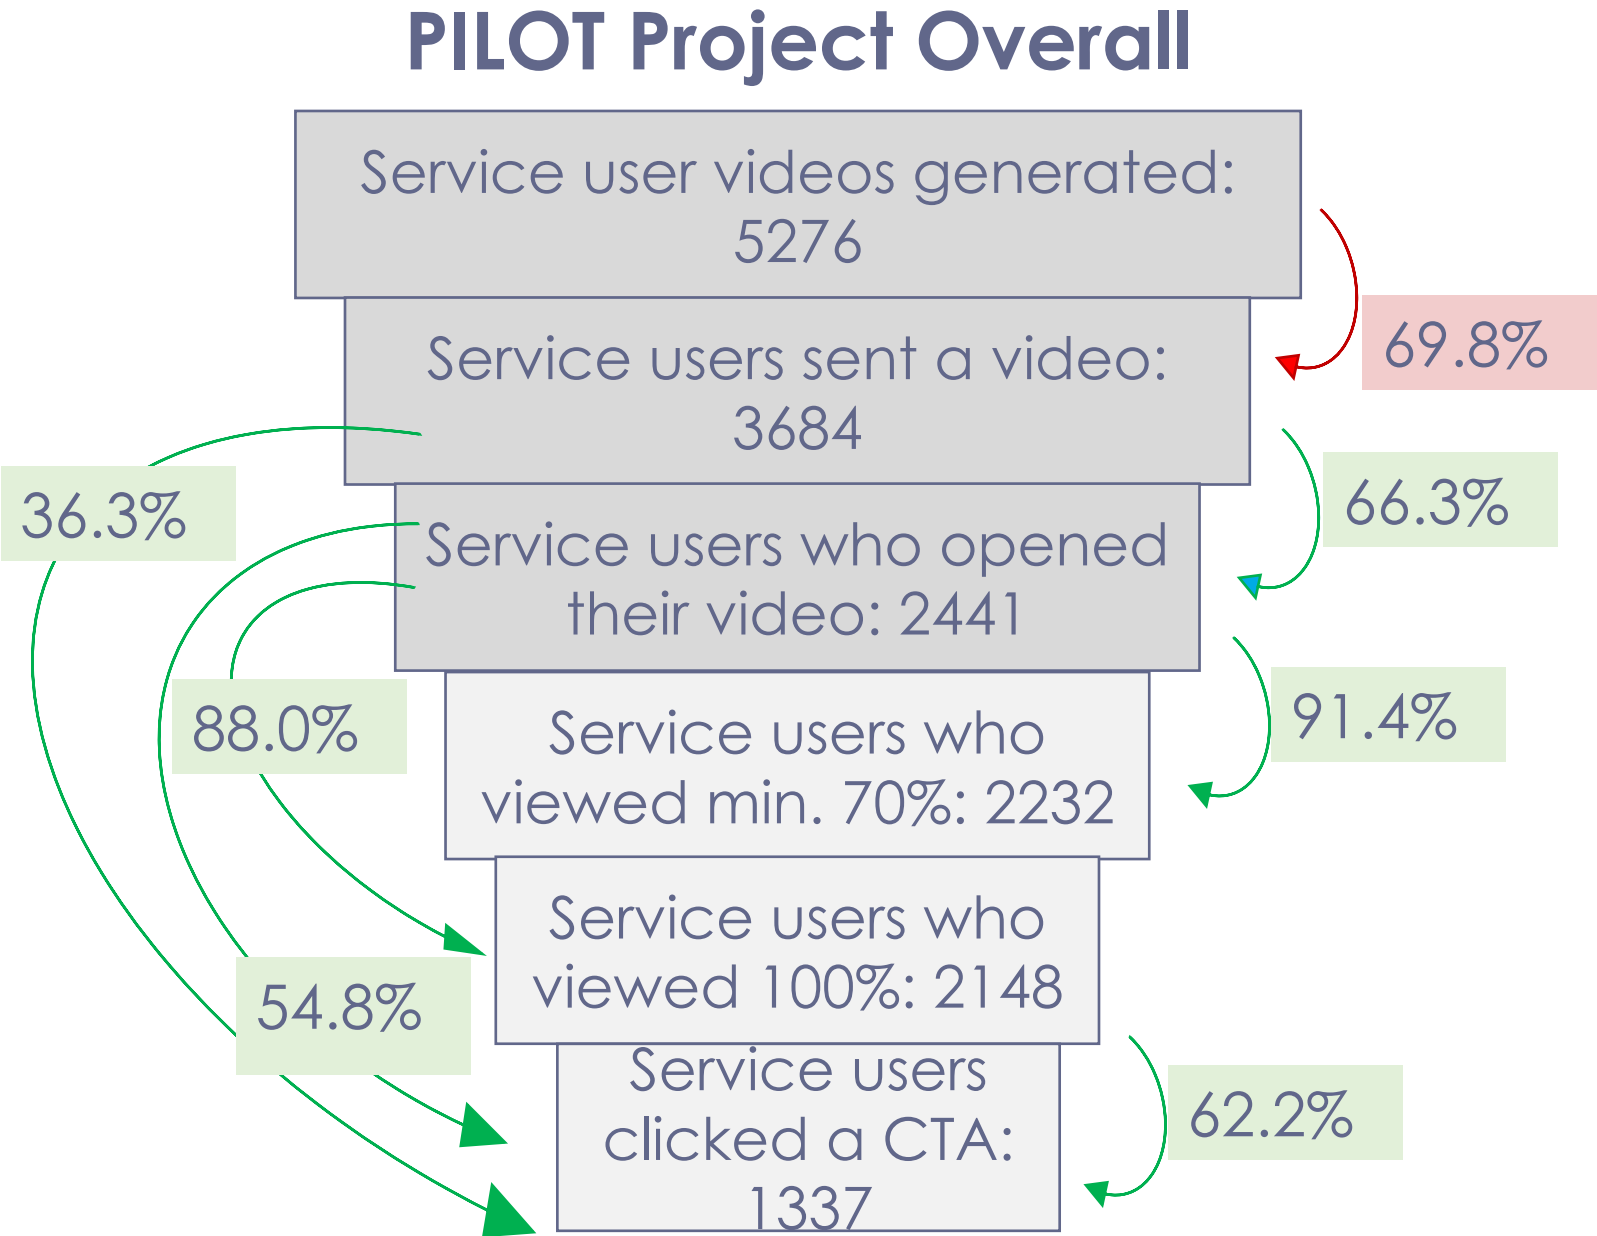 PILOT Project Overall
Service user videos generated:
5276
69.8%
Service users sent a video:
3684
66.3%
36.3%
Service users who opened
their video: 2441
91.4%
88.0%
Service users who
viewed min. 70%: 2232
Service users who
viewed 100%: 2148
54.8%
62.2%
Service users
clicked a CTA:
1337